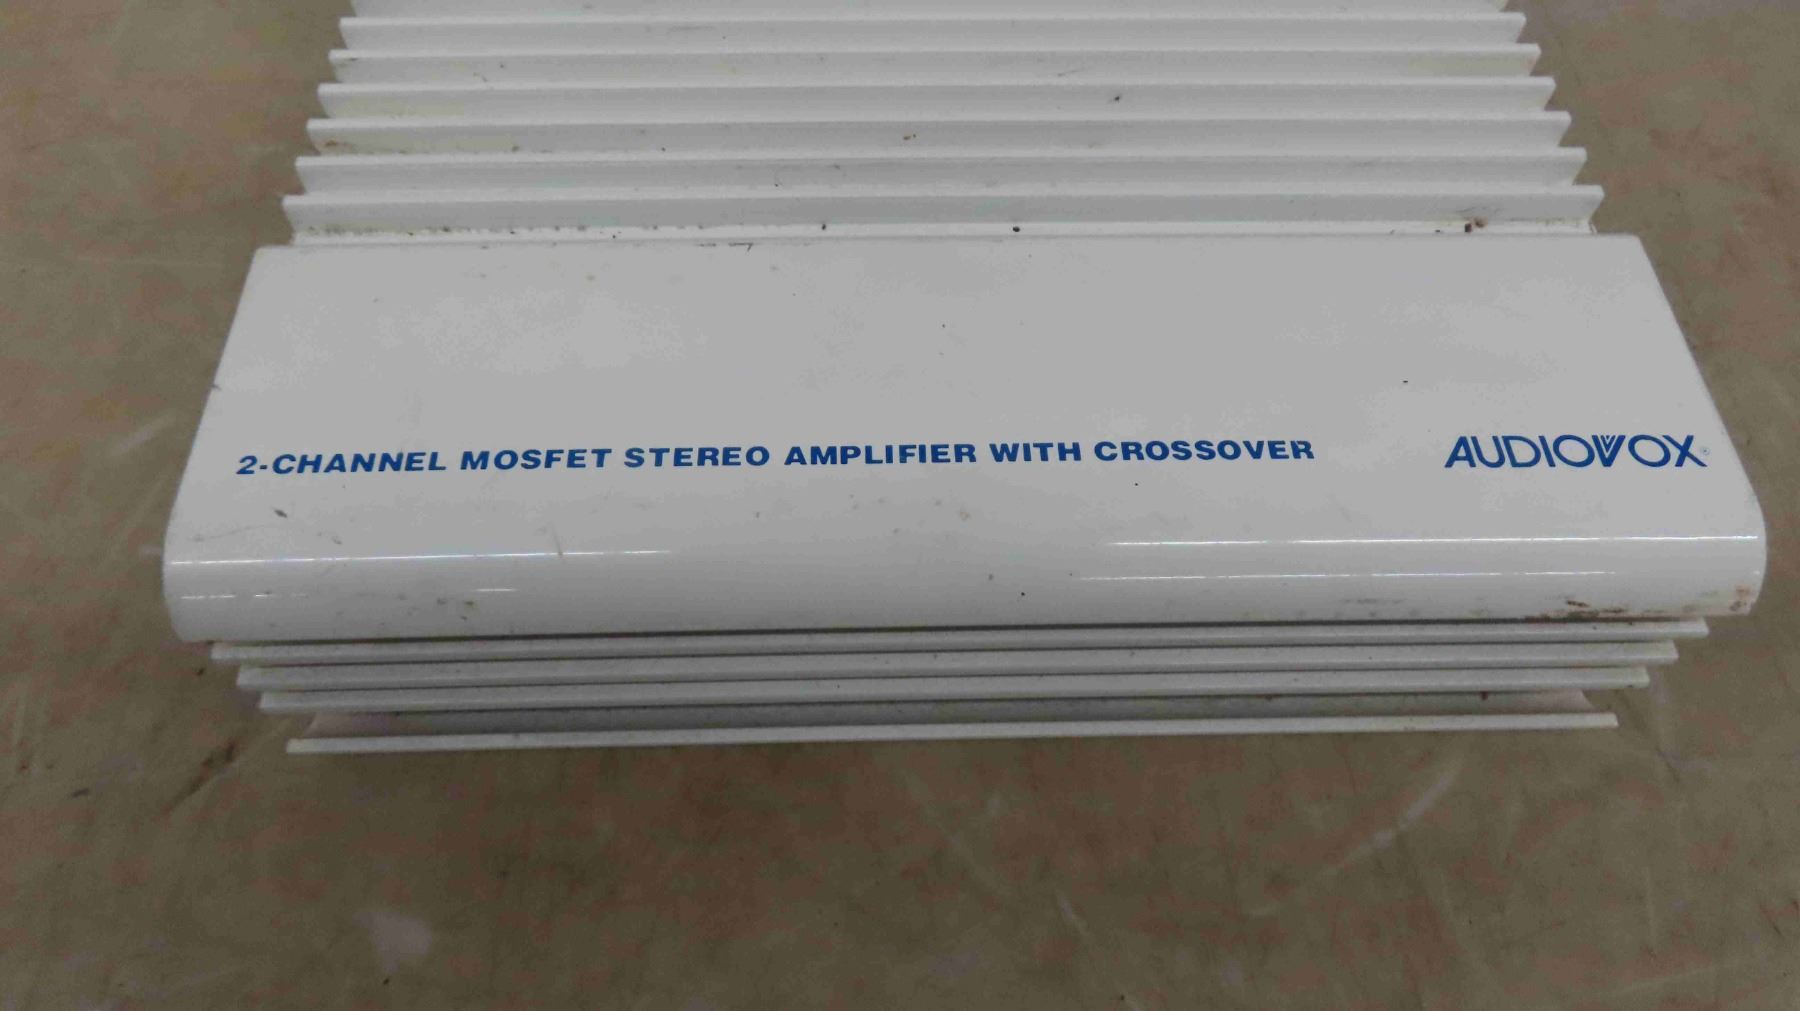 2-CHANNEL MOSFET STEREO AMPLIFIER WITH CROSSOVER
AUDIOVOX®